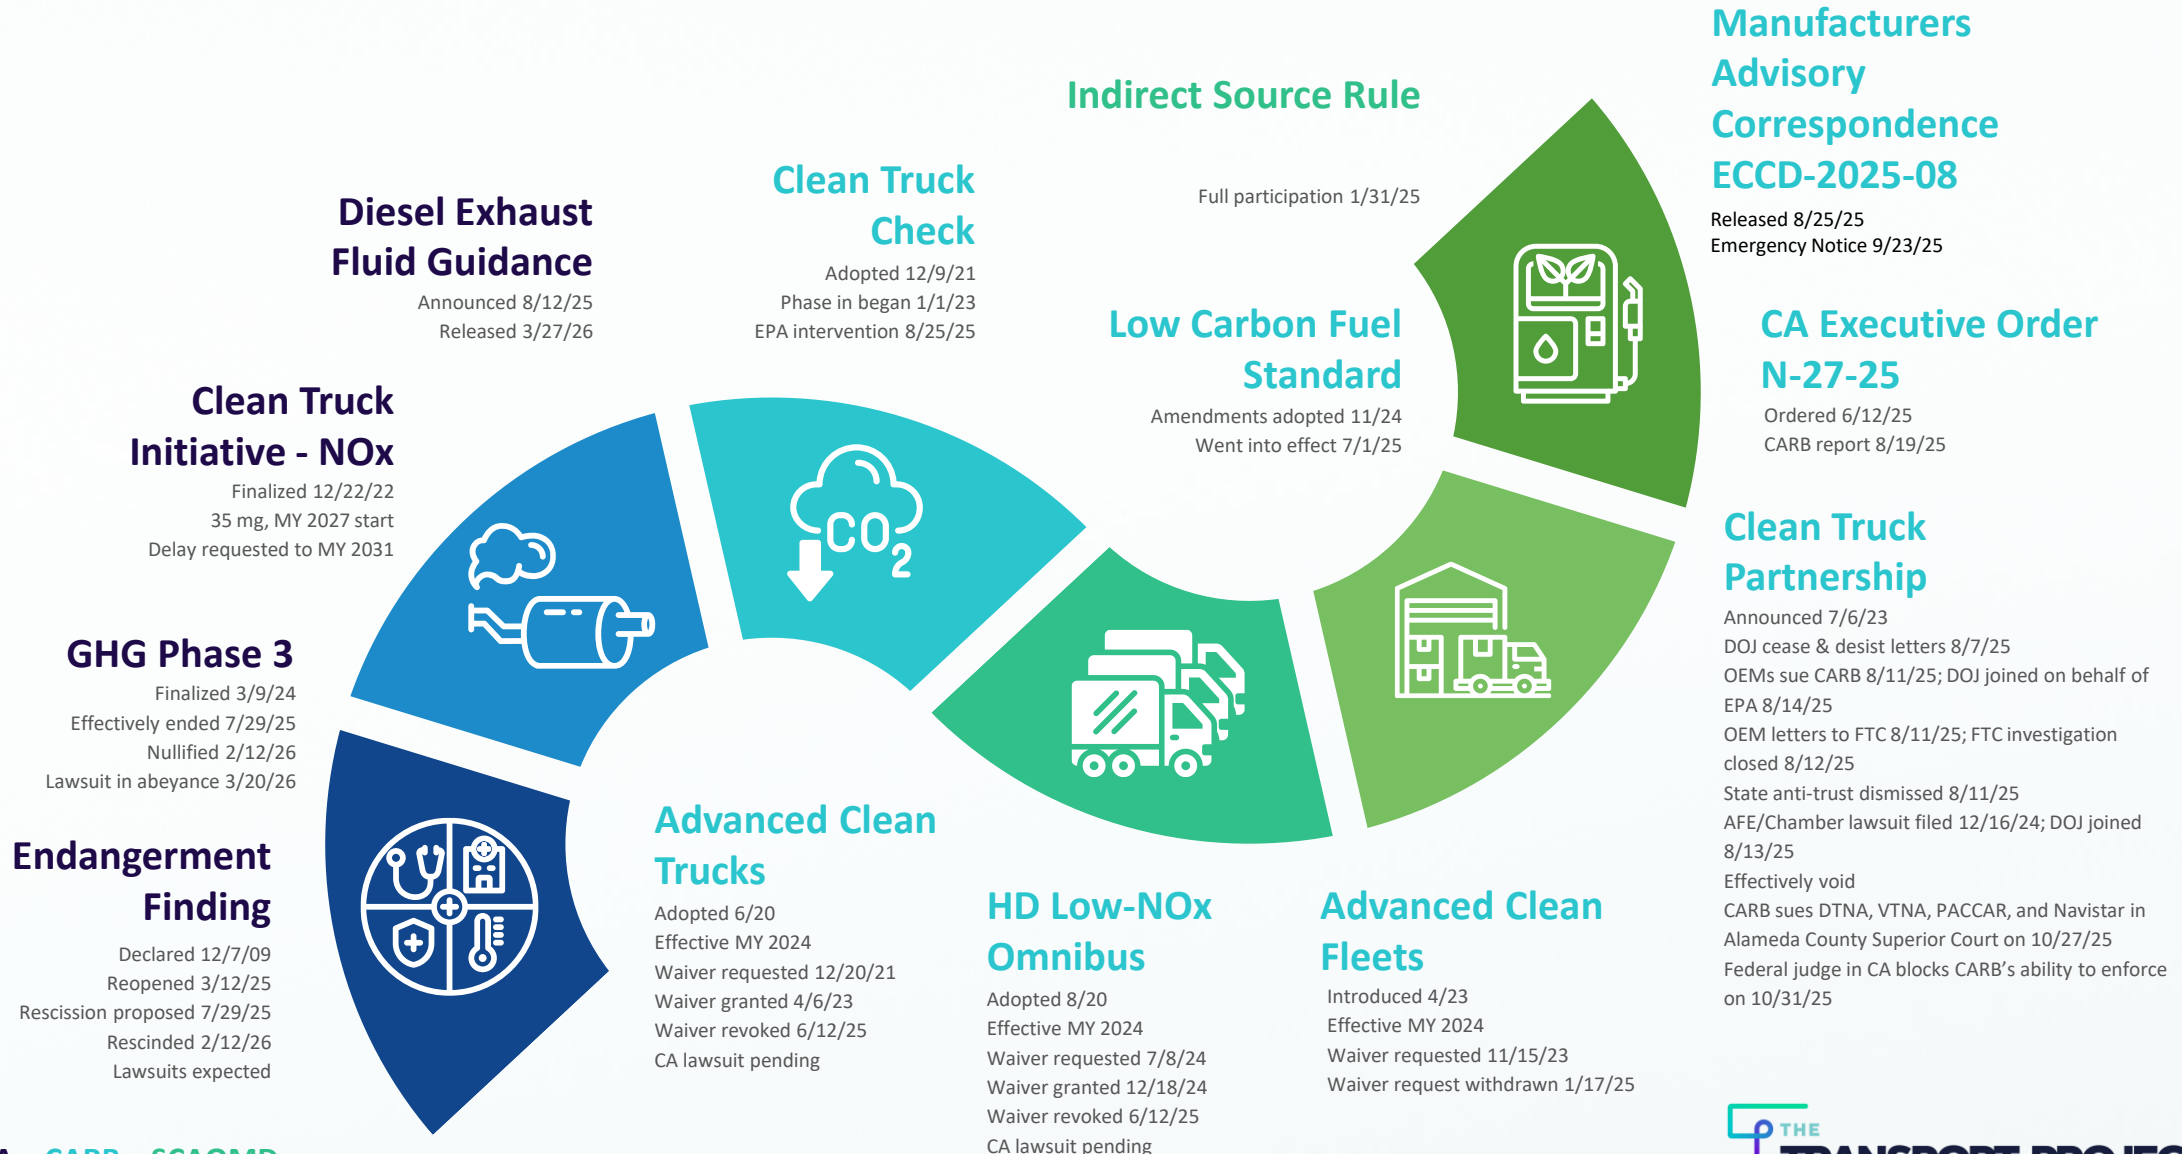 Manufacturers
Advisory
Correspondence
ECCD-2025-08
Released 8/25/25
Emergency Notice 9/23/25
Indirect Source Rule
Full participation 1/31/25
Clean Truck
Check
Adopted 12/9/21
Phase in began 1/1/23
EPA intervention 8/25/25
Diesel Exhaust
Fluid Guidance
Announced 8/12/25
Released 3/27/26
Low Carbon Fuel
Standard
Amendments adopted 11/24
Went into effect 7/1/25
CA Executive Order
N-27-25
Ordered 6/12/25
CARB report 8/19/25
Clean Truck
Initiative - NOx
Finalized 12/22/22
35 mg, MY 2027 start
Delay requested to MY 2031
CO2
Clean Truck
Partnership
Announced 7/6/23
DOJ cease & desist letters 8/7/25
OEMs sue CARB 8/11/25; DOJ joined on behalf of
EPA 8/14/25
OEM letters to FTC 8/11/25; FTC investigation
closed 8/12/25
State anti-trust dismissed 8/11/25
AFE/Chamber lawsuit filed 12/16/24; DOJ joined
8/13/25
Effectively void
CARB sues DTNA, VTNA, PACCAR, and Navistar in
Alameda County Superior Court on 10/27/25
Federal judge in CA blocks CARB's ability to enforce
on 10/31/25
GHG Phase 3
Finalized 3/9/24
Effectively ended 7/29/25
Nullified 2/12/26
Lawsuit in abeyance 3/20/26
Endangerment
Finding
Declared 12/7/09
Reopened 3/12/25
Rescission proposed 7/29/25
Rescinded 2/12/26
Lawsuits expected
Advanced Clean
Trucks
Adopted 6/20
Effective MY 2024
Waiver requested 12/20/21
Waiver granted 4/6/23
Waiver revoked 6/12/25
CA lawsuit pending
HD Low-NOx
Omnibus
Adopted 8/20
Effective MY 2024
Waiver requested 7/8/24
Waiver granted 12/18/24
Waiver revoked 6/12/25
CA lawsuit pending
Advanced Clean
Fleets
Introduced 4/23
Effective MY 2024
Waiver requested 11/15/23
Waiver request withdrawn 1/17/25
CARB SCAQMD
THE
TRANSPORT PROJEC